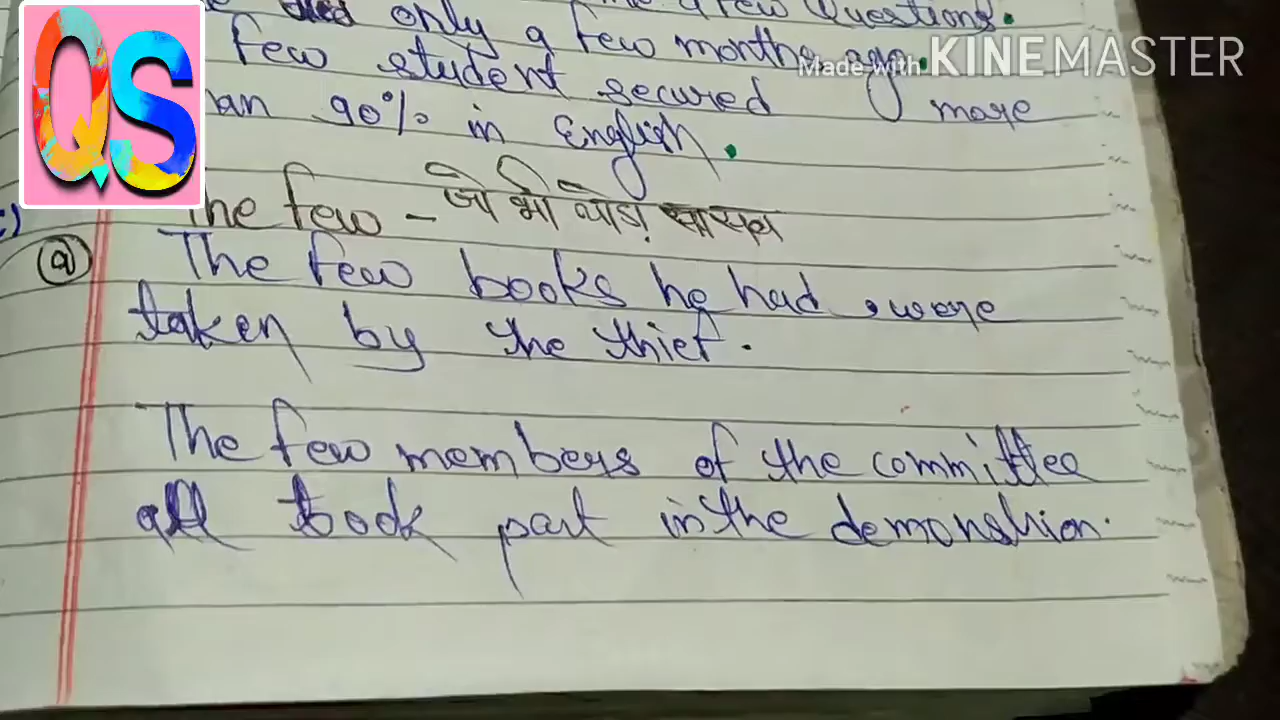 QS
Made with KINEMASTER
only a few months ago.
few student secured more
han 90% in English.
The few - जो भी थोड़ा
a The few books he had were
taken by the thief.
The few members of the committee
all took part in the demonstion.